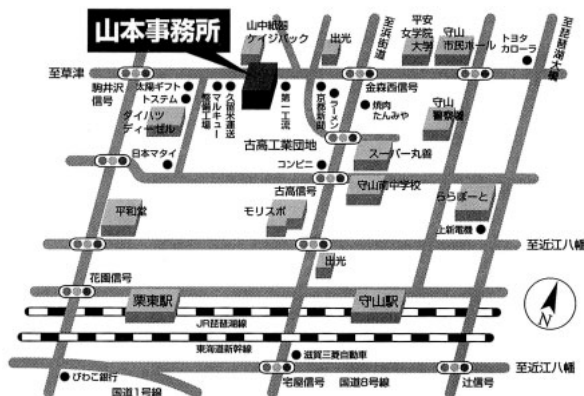 山本事務所
山中紙器
ケイジパック
出光
至浜街道
平安
女学院
大学
守山
市民ホール
トヨタ
カローラ
至琵琶湖大橋
至草津
駒井沢
信号
太陽ギフト
トステム
マルキュー
整備工場
久留米運送
第一工流
京都新聞
ラーメン
金森西信号
焼肉
たんみや
守山
警察署
ダイハツ
ディーゼル
古高工業団地
日本マタイ
コンビニ
スーパー丸善
古高信号
守山南中学校
ららぽーと
平和堂
モリスポ
上新電機
至近江八幡
出光
花園信号
栗東駅
守山駅
JR琵琶湖線
東海道新幹線
N
滋賀三菱自動車
びわこ銀行
国道1号線
宅屋信号
国道8号線
辻信号
至近江八幡